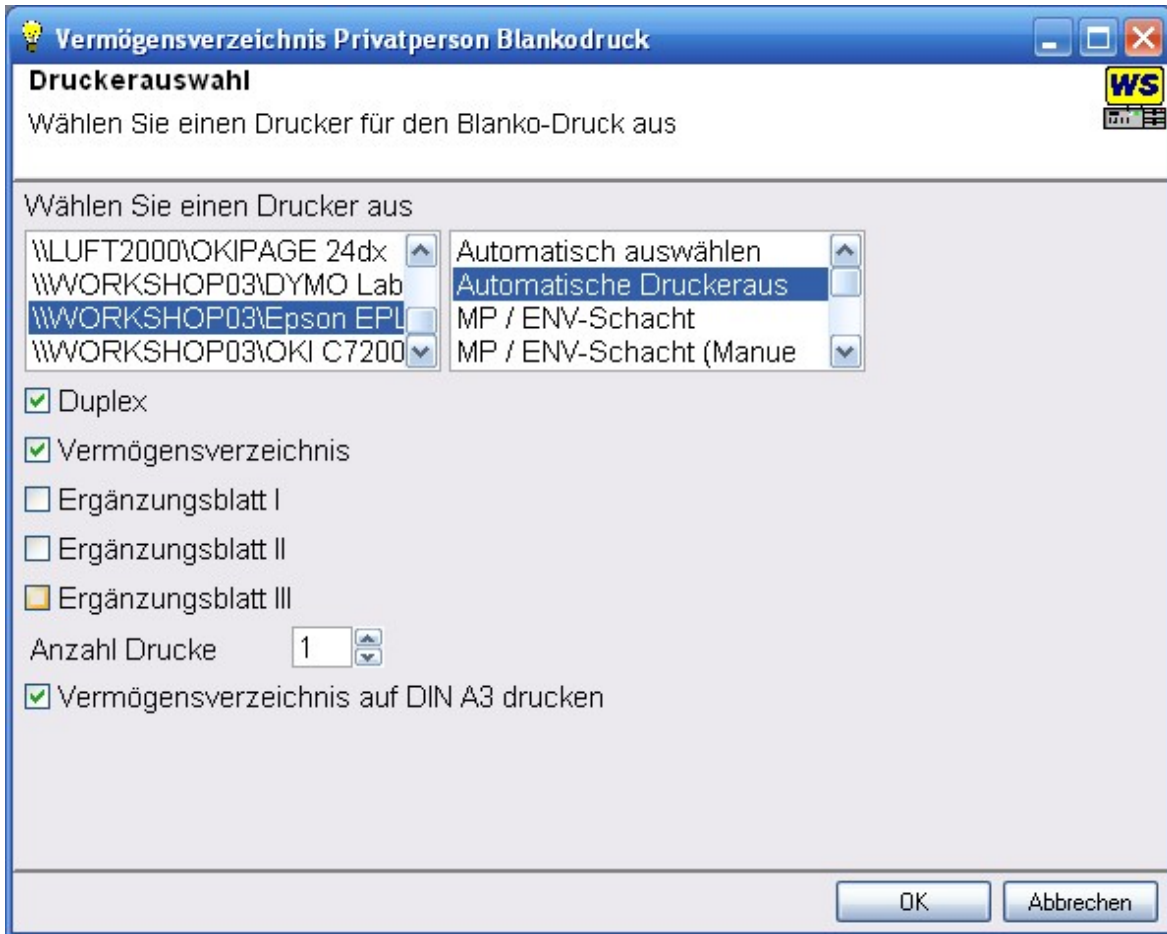 Vermögensverzeichnis Privatperson Blankodruck
Druckerauswahl
WS
Wählen Sie einen Drucker für den Blanko-Druck aus
Wählen Sie einen Drucker aus
\\LUFT2000\OKIPAGE 24dx
\\WORKSHOP03\DYMO Lab
\\WORKSHOP03\Epson EPL
\\WORKSHOP03\OKI C7200
Automatisch auswählen
Automatische Druckeraus
MP / ENV-Schacht
MP / ENV-Schacht (Manue
Duplex
Vermögensverzeichnis
Ergänzungsblatt I
Ergänzungsblatt II
Ergänzungsblatt III
Anzahl Drucke 1
Vermögensverzeichnis auf DIN A3 drucken
OK Abbrechen